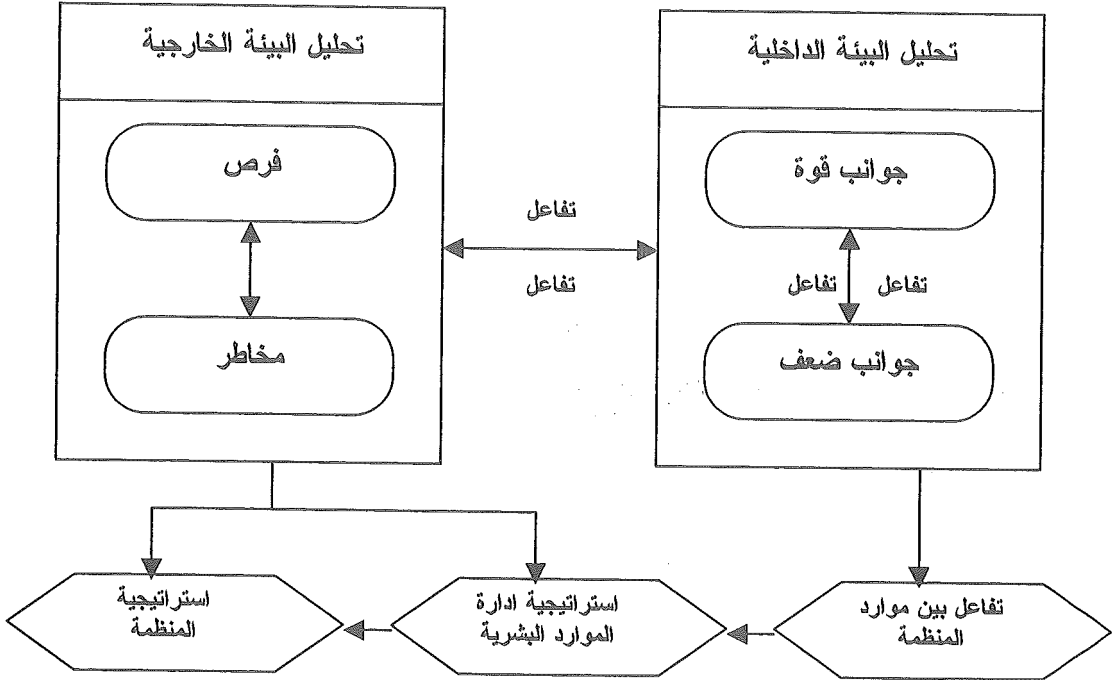 تحليل البيئة الداخلية
جوانب قوة
تفاعل تفاعل
جوانب ضعف
تفاعل
تفاعل
تحليل البيئة الخارجية
فرص
مخاطر
تفاعل بين موارد
المنظمة
استراتيجية ادارة
الموارد البشرية
استراتيجية
المنظمة